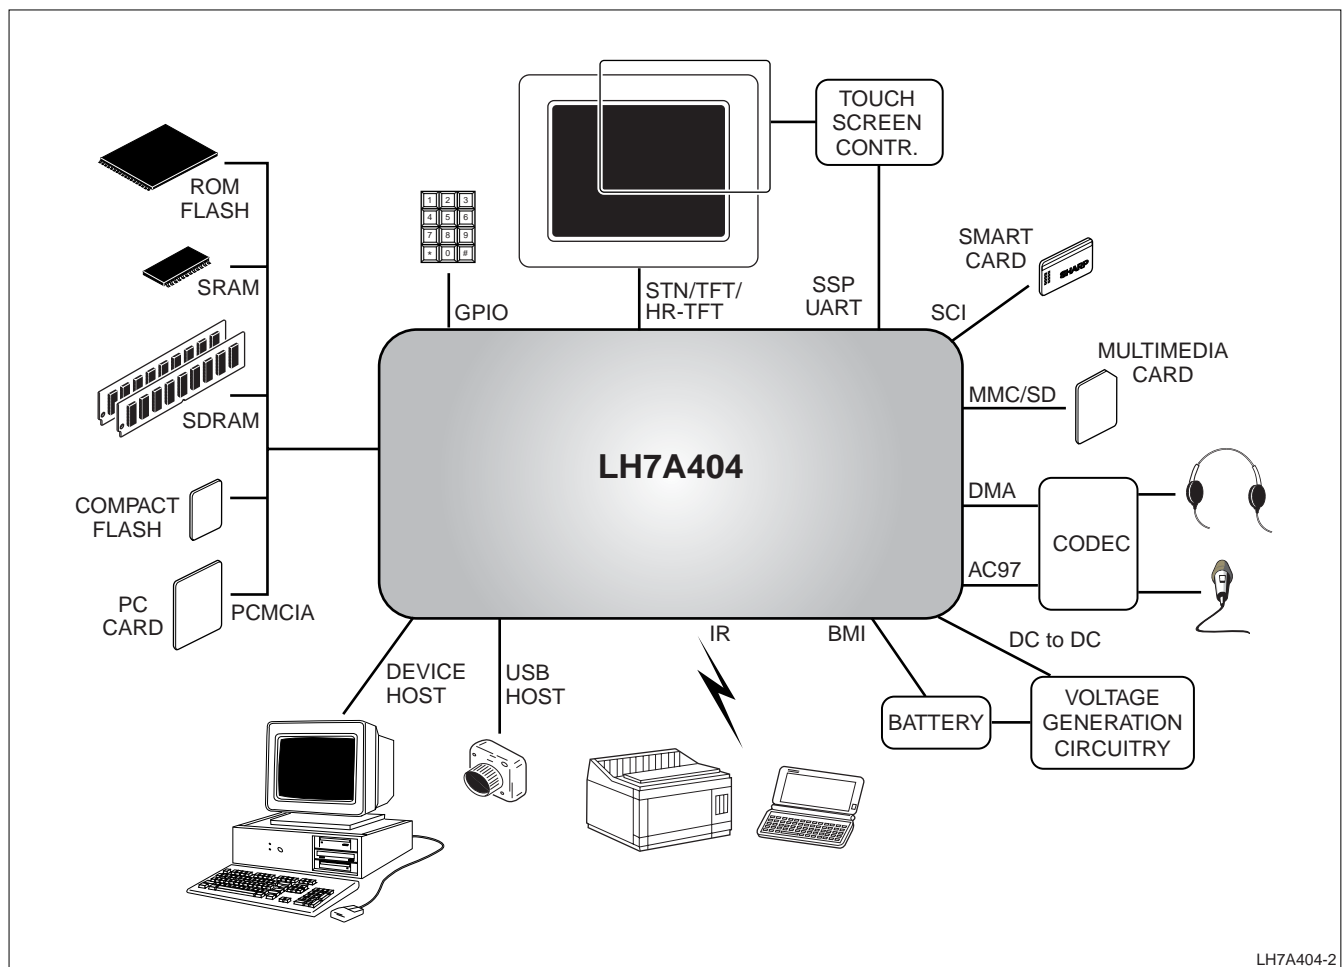 TOUCH
SCREEN
CONTR.
ROM
FLASH
1 2 3
4 5 6
7 8 9
* 0 #
SMART
CARD
SHARP
SRAM
GPIO
STN/TFT/
HR-TFT
SSP
UART
SCI
MULTIMEDIA
CARD
SDRAM
MMC/SD
LH7A404
COMPACT
FLASH
DMA
CODEC
AC97
PC
CARD
PCMCIA
IR
BMI
DC to DC
DEVICE
HOST
USB
HOST
BATTERY
VOLTAGE
GENERATION
CIRCUITRY
LH7A404-2